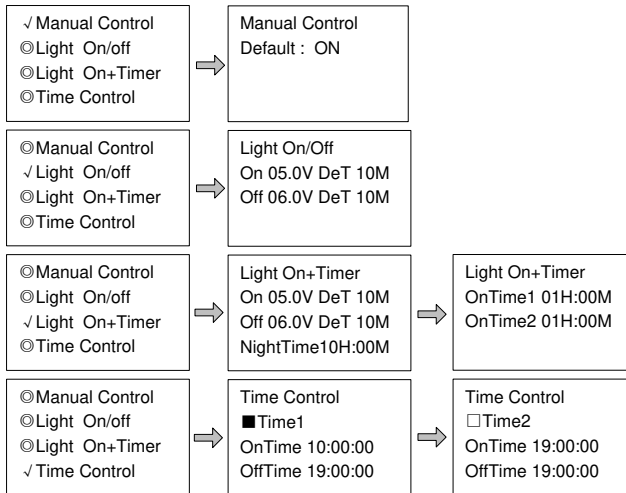 √ Manual Control
◎Light On/off
◎Light On+Timer
◎Time Control
Manual Control
Default : ON
◎Manual Control
√ Light On/off
◎Light On+Timer
◎Time Control
Light On/Off
On 05.0V DeT 10M
Off 06.0V DeT 10M
◎Manual Control
◎Light On/off
√ Light On+Timer
◎Time Control
Light On+Timer
On 05.0V DeT 10M
Off 06.0V DeT 10M
NightTime10H:00M
Light On+Timer
OnTime1 01H:00M
OnTime2 01H:00M
◎Manual Control
◎Light On/off
◎Light On+Timer
√ Time Control
Time Control
■Time1
OnTime 10:00:00
OffTime 19:00:00
Time Control
□Time2
OnTime 19:00:00
OffTime 19:00:00